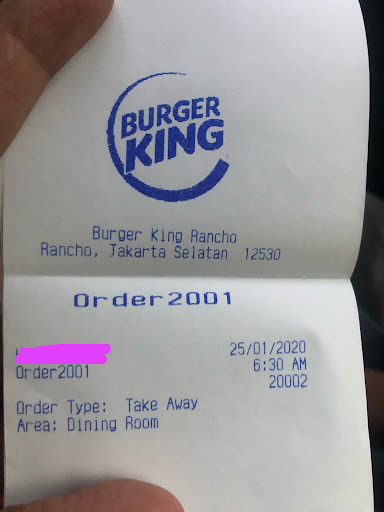 BURGER
KING
Burger King Rancho
Rancho, Jakarta Selatan 12530
Order2001
25/01/2020
Order2001 6:30 AM
20002
Order Type: Take Away
Area: Dining Room